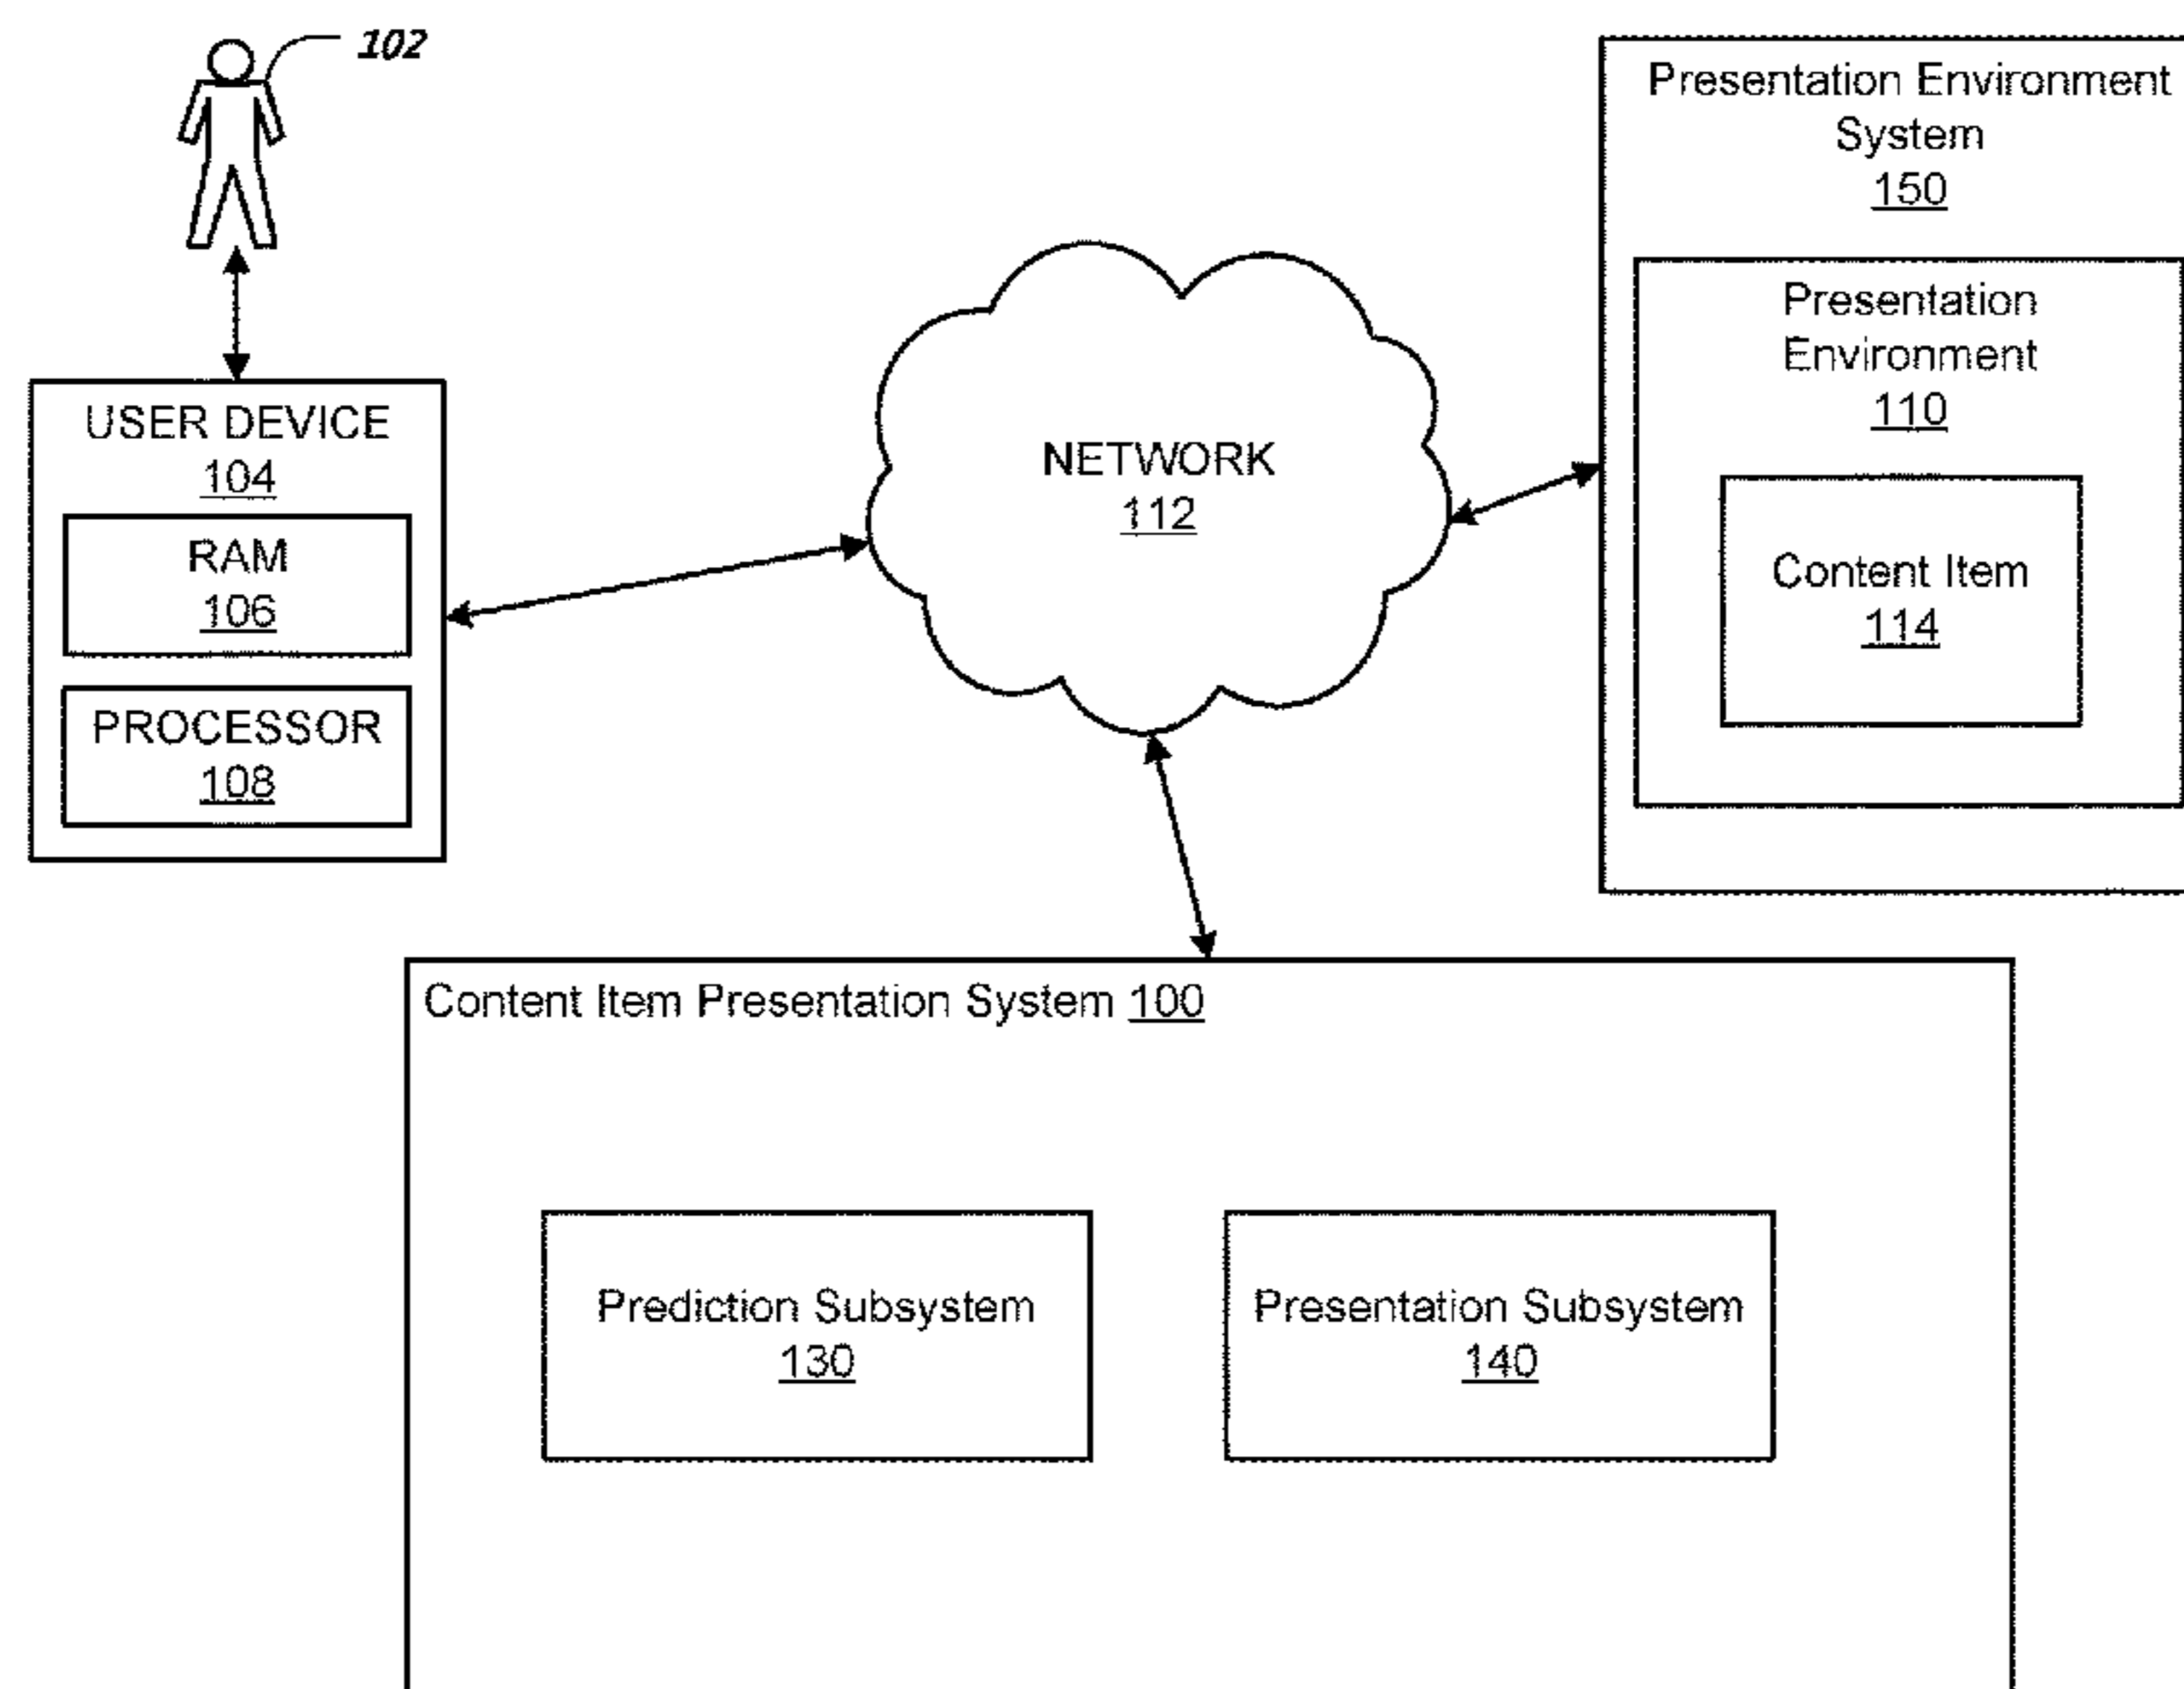 102
Presentation Environment
System
150
Presentation
Environment
110
Content Item
114
USER DEVICE
104
RAM
106
PROCESSOR
108
NETWORK
112
Content Item Presentation System 100
Prediction Subsystem
130
Presentation Subsystem
140